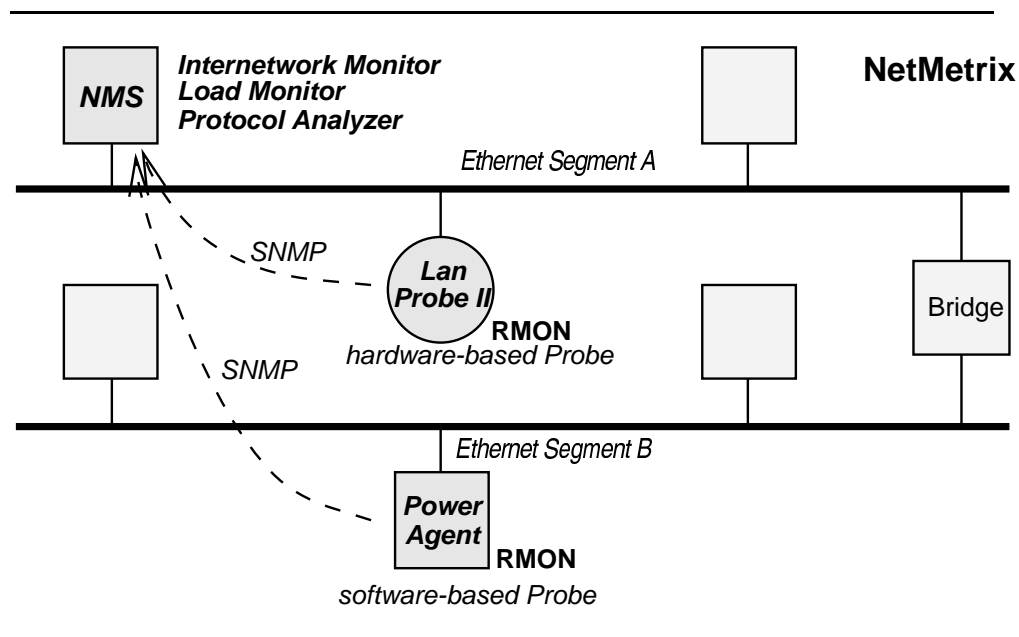 NetMetrix
NMS
Internetwork Monitor
Load Monitor
Protocol Analyzer
Ethernet Segment A
SNMP
Lan
Probe II
RMON
hardware-based Probe
Bridge
SNMP
Ethernet Segment B
Power
Agent
RMON
software-based Probe